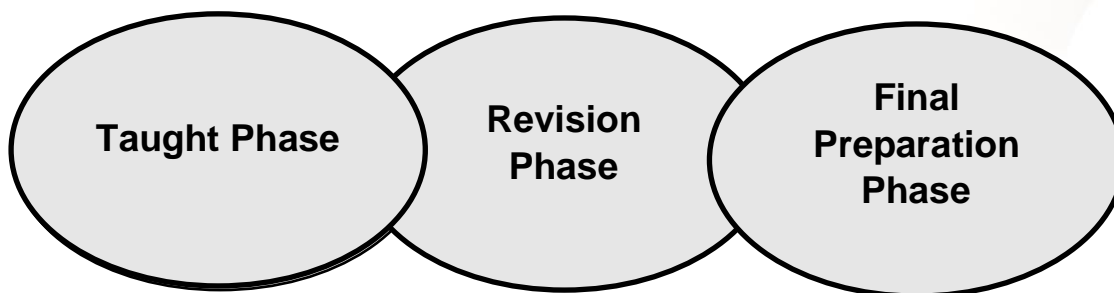 Taught Phase
Revision
Phase
Final
Preparation
Phase